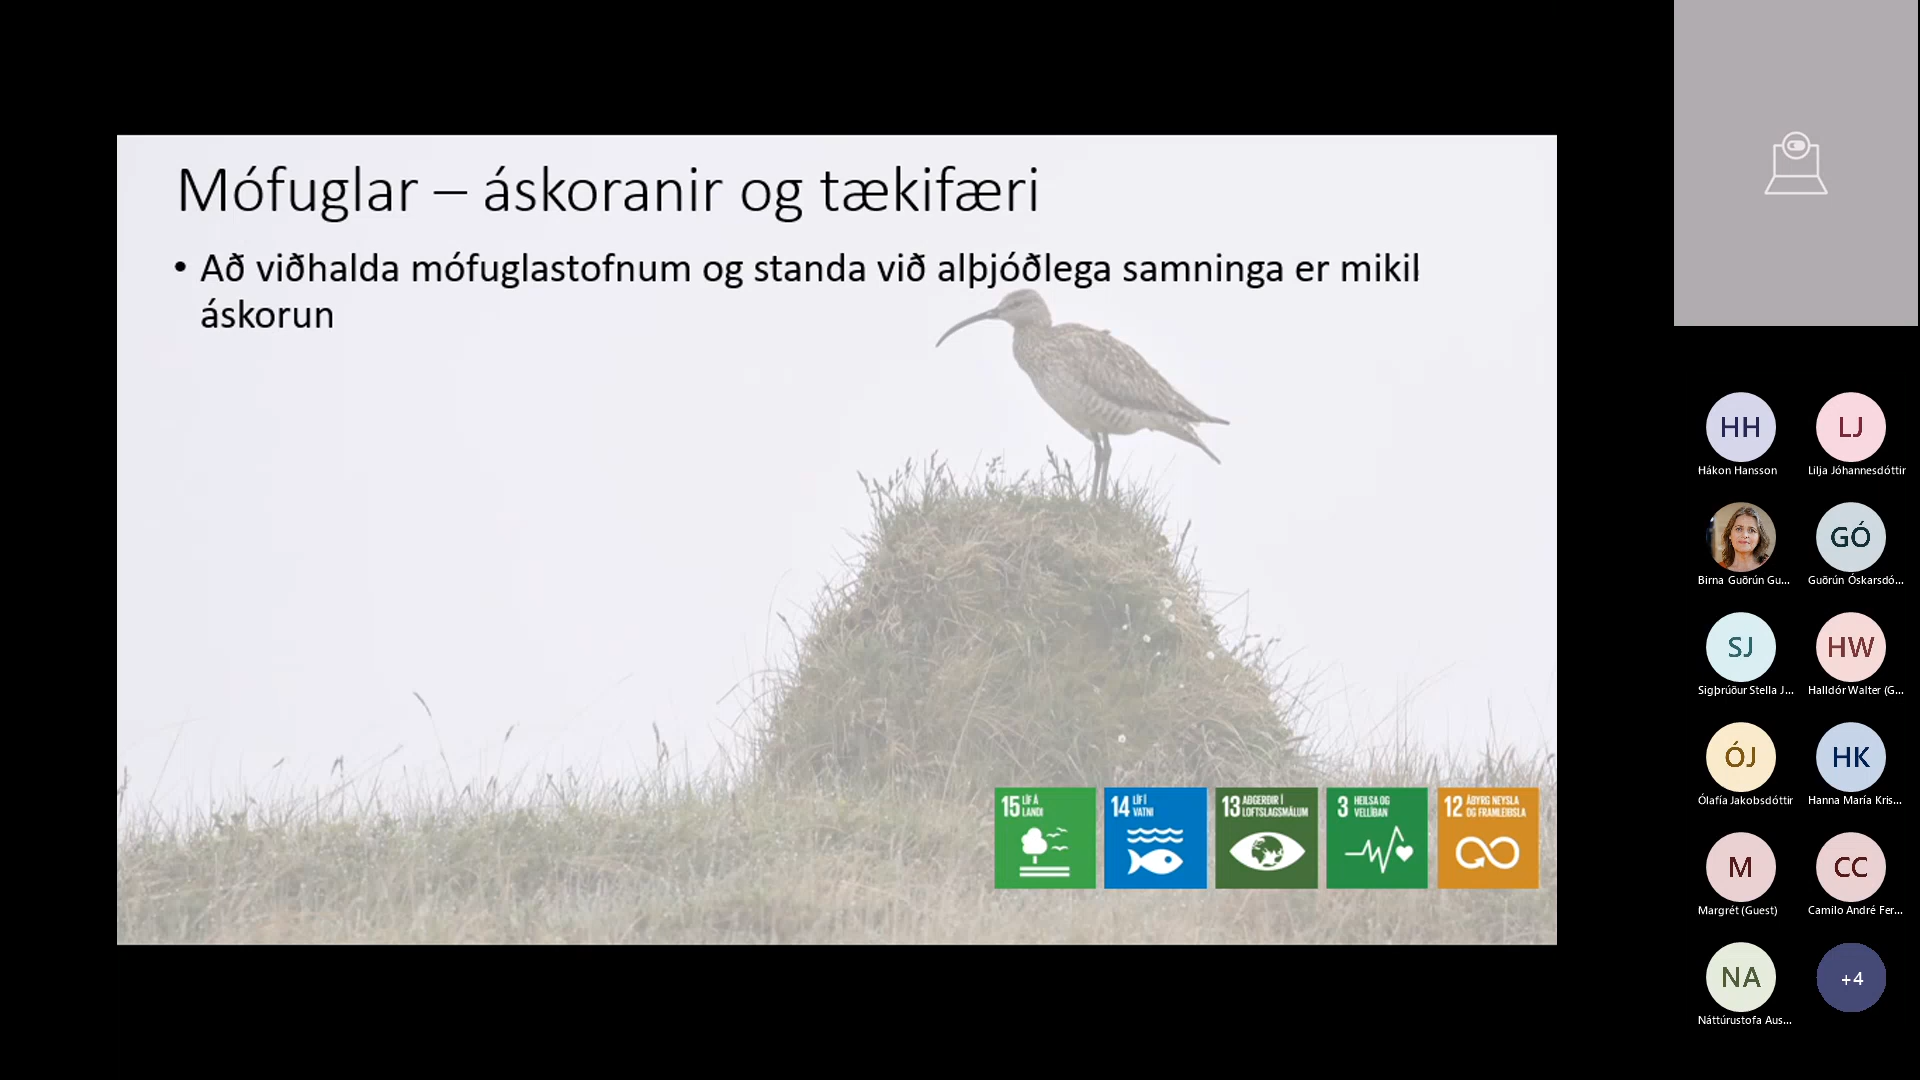 Mófuglar – áskoranir og tækifæri
• Að viðhalda mófuglastofnum og standa við alþjóðlega samninga er mikil
áskorun
15 LÍF Á
LANDI
14 LÍF Í
VATNI
13 AÐGERÐIR Í
LOFTSLAGSMÁLUM
3 HEILSA OG
VELLÍÐAN
12 ÁBYRG NEYSLA
OG FRAMLEIÐSLA
HH
Hákon Hansson
LJ
Lilja Jóhannesdóttir
Birna Guðrún Gu...
GÓ
Guðrún Óskarsdó...
SJ
Sigþrúður Stella J...
HW
Halldór Walter (G...
ÓJ
Ólafía Jakobsdóttir
HK
Hanna María Kris...
M
Margrét (Guest)
CC
Camilo André Fer...
NA
Náttúrustofa Aus...
+4